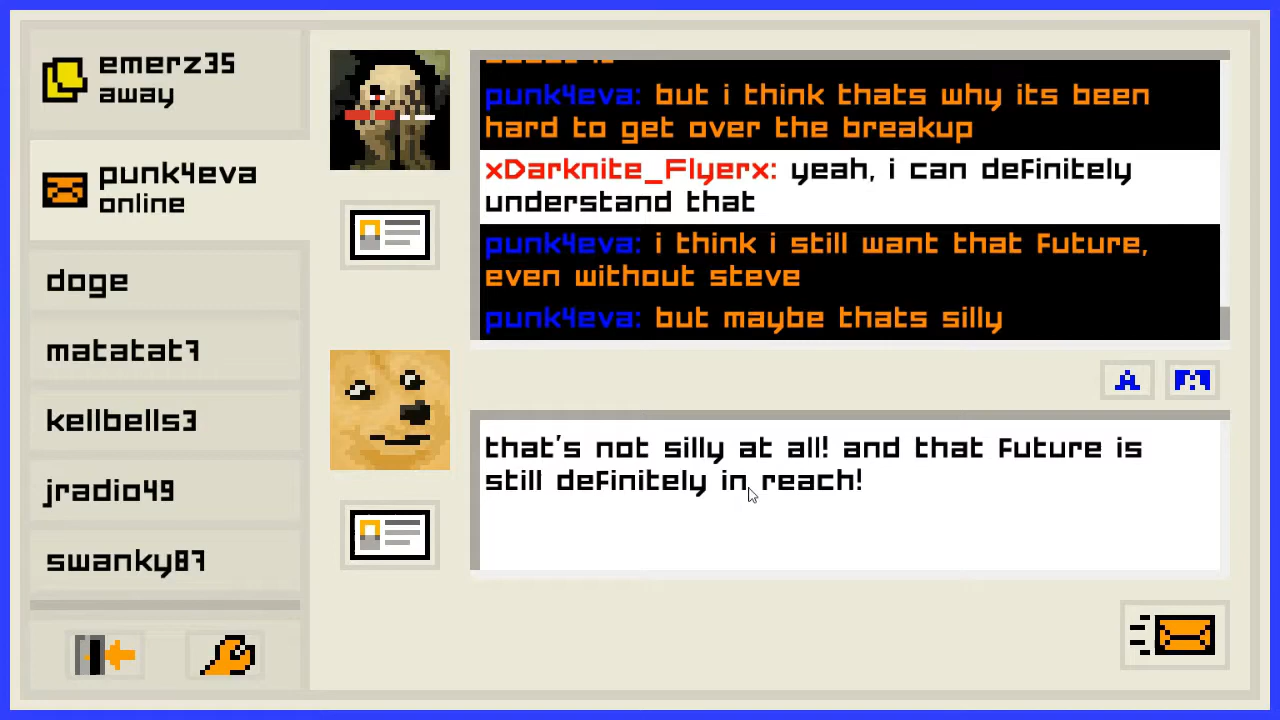 emerz35
away
punk4eva
online
doge
matatat7
kellbells3
jradio49
swanky87
punk4eva: but i think thats why its been
hard to get over the breakup
xDarknite_Flyerx: yeah, i can definitely
understand that
punk4eva: i think i still want that future,
even without steve
punk4eva: but maybe thats silly
A
that's not silly at all! and that future is
still definitely in reach!